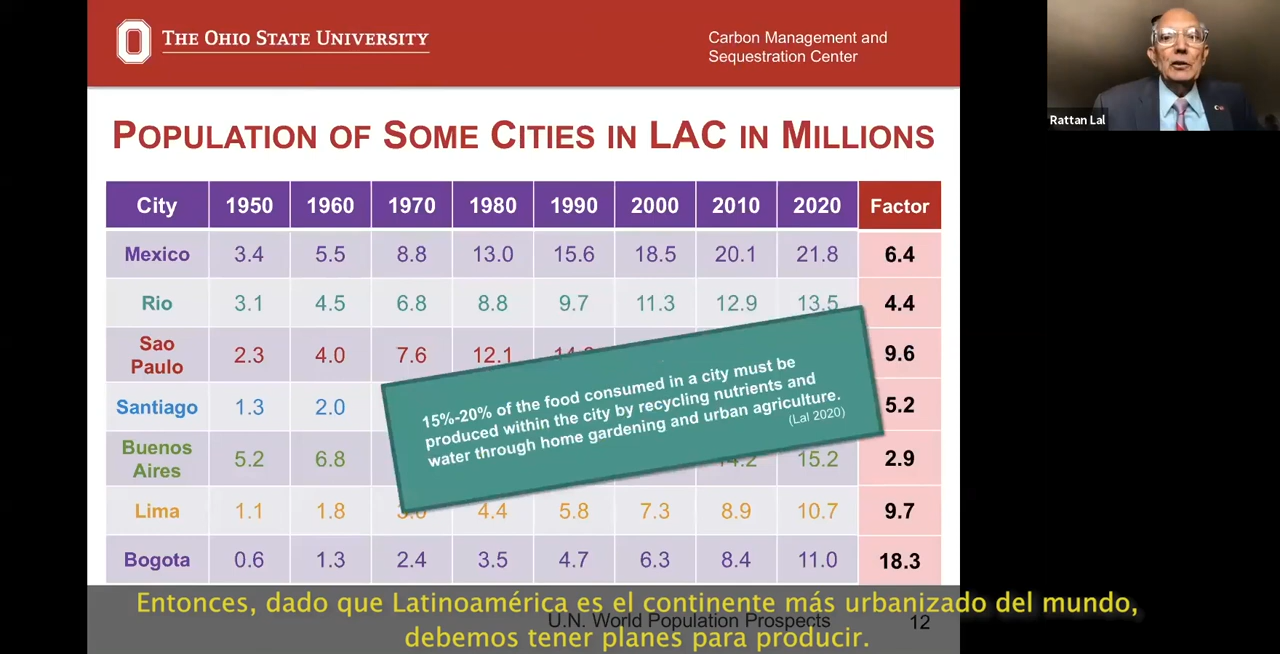 THE OHIO STATE UNIVERSITY
Carbon Management and
Sequestration Center
Rattan Lal
POPULATION OF SOME CITIES IN LAC IN MILLIONS
City 1950 1960 1970 1980 1990 2000 2010 2020 Factor
Mexico 3.4 5.5 8.8 13.0 15.6 18.5 20.1 21.8 6.4
Rio 3.1 4.5 6.8 8.8 9.7 11.3 12.9 13.5 4.4
Sao
Paulo 2.3 4.0 7.6 12.1 9.6
Santiago 1.3 2.0 5.2
Buenos
Aires 5.2 6.8 15.2 2.9
Lima 1.1 1.8 4.4 5.8 7.3 8.9 10.7 9.7
Bogota 0.6 1.3 2.4 3.5 4.7 6.3 8.4 11.0 18.3
15%-20% of the food consumed in a city must be
produced within the city by recycling nutrients and
water through home gardening and urban agriculture.
(Lal 2020)
Entonces, dado que Latinoamérica es el continente más urbanizado del mundo,
U.N. World Population Prospects 12
debemos tener planes para producir.